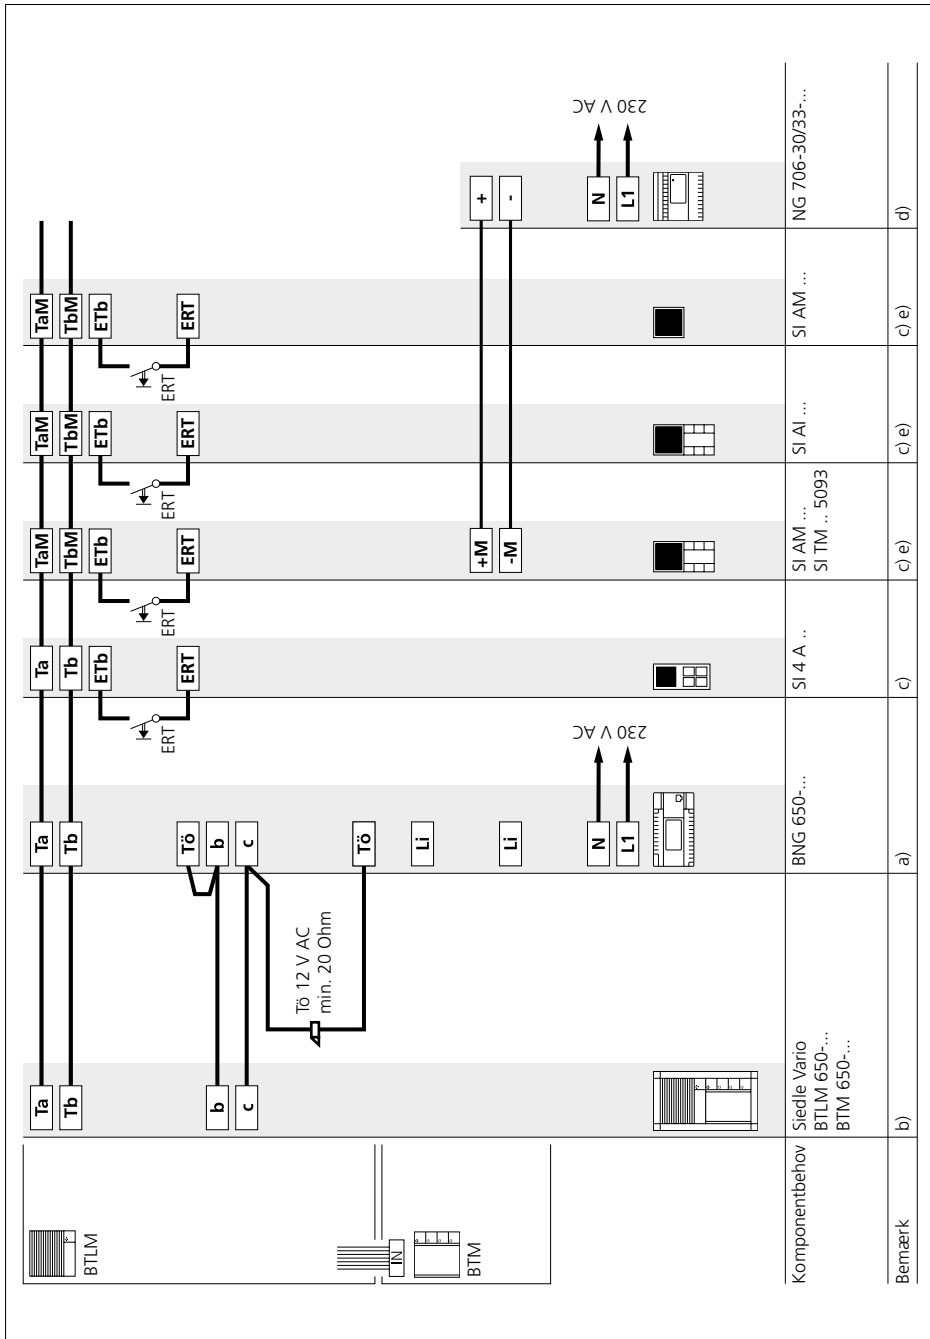 BTLM
IN
BTM
Ta
Tb
b
c
Tö 12 V AC
min. 20 Ohm
Ta
Tb
Tö
b
c
Tö
Li
Li
N
L1
230 V AC
ERT
Ta
Tb
ETb
ERT
ERT
TaM
TbM
ETb
ERT
+M
-M
ERT
TaM
TbM
ETb
ERT
ERT
TaM
TbM
ETb
ERT
+
-
N
L1
230 V AC
Komponentbehov
Siedle Vario
BTLM 650-...
BTM 650-...
BNG 650-...
SI 4 A ..
SI AM ...
SI TM .. 5093
SI AI ...
SI AM ...
NG 706-30/33-...
Bemærk
b)
a)
c)
c) e)
c) e)
c) e)
d)